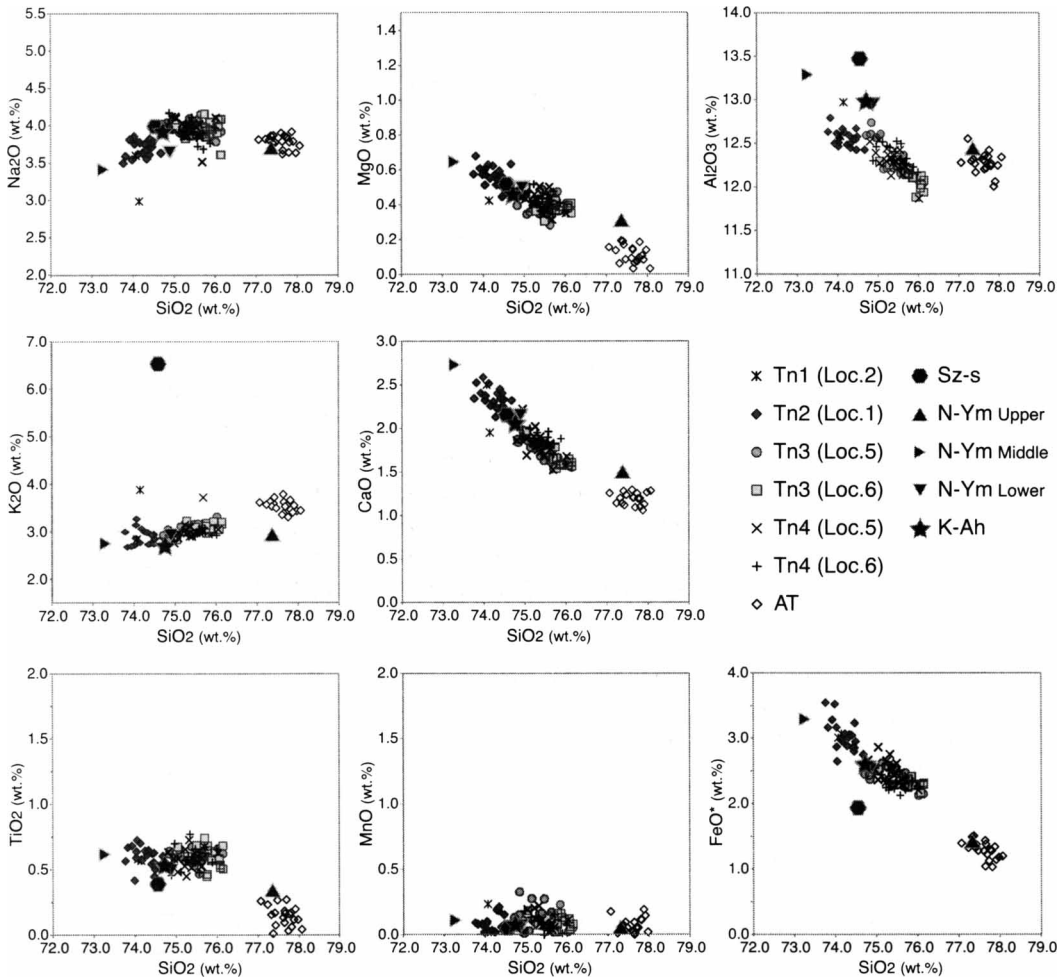 Na2O (wt.%)
5.5
5.0
4.5
4.0
3.5
3.0
2.5
2.0
72.0 73.0 74.0 75.0 76.0 77.0 78.0 79.0
SiO2 (wt.%)
MgO (wt.%)
1.4
1.2
1.0
0.8
0.6
0.4
0.2
0.0
72.0 73.0 74.0 75.0 76.0 77.0 78.0 79.0
SiO2 (wt.%)
Al2O3 (wt.%)
14.0
13.5
13.0
12.5
12.0
11.5
11.0
72.0 73.0 74.0 75.0 76.0 77.0 78.0 79.0
SiO2 (wt.%)
K2O (wt.%)
7.0
6.0
5.0
4.0
3.0
2.0
72.0 73.0 74.0 75.0 76.0 77.0 78.0 79.0
SiO2 (wt.%)
CaO (wt.%)
3.0
2.5
2.0
1.5
1.0
0.5
0.0
72.0 73.0 74.0 75.0 76.0 77.0 78.0 79.0
SiO2 (wt.%)
Tn1 (Loc.2)
Tn2 (Loc.1)
Tn3 (Loc.5)
Tn3 (Loc.6)
Tn4 (Loc.5)
Tn4 (Loc.6)
AT
Sz-s
N-Ym Upper
N-Ym Middle
N-Ym Lower
K-Ah
TiO2 (wt.%)
2.0
1.5
1.0
0.5
0.0
72.0 73.0 74.0 75.0 76.0 77.0 78.0 79.0
SiO2 (wt.%)
MnO (wt.%)
2.0
1.5
1.0
0.5
0.0
72.0 73.0 74.0 75.0 76.0 77.0 78.0 79.0
SiO2 (wt.%)
FeO* (wt.%)
4.0
3.0
2.0
1.0
0.0
72.0 73.0 74.0 75.0 76.0 77.0 78.0 79.0
SiO2 (wt.%)